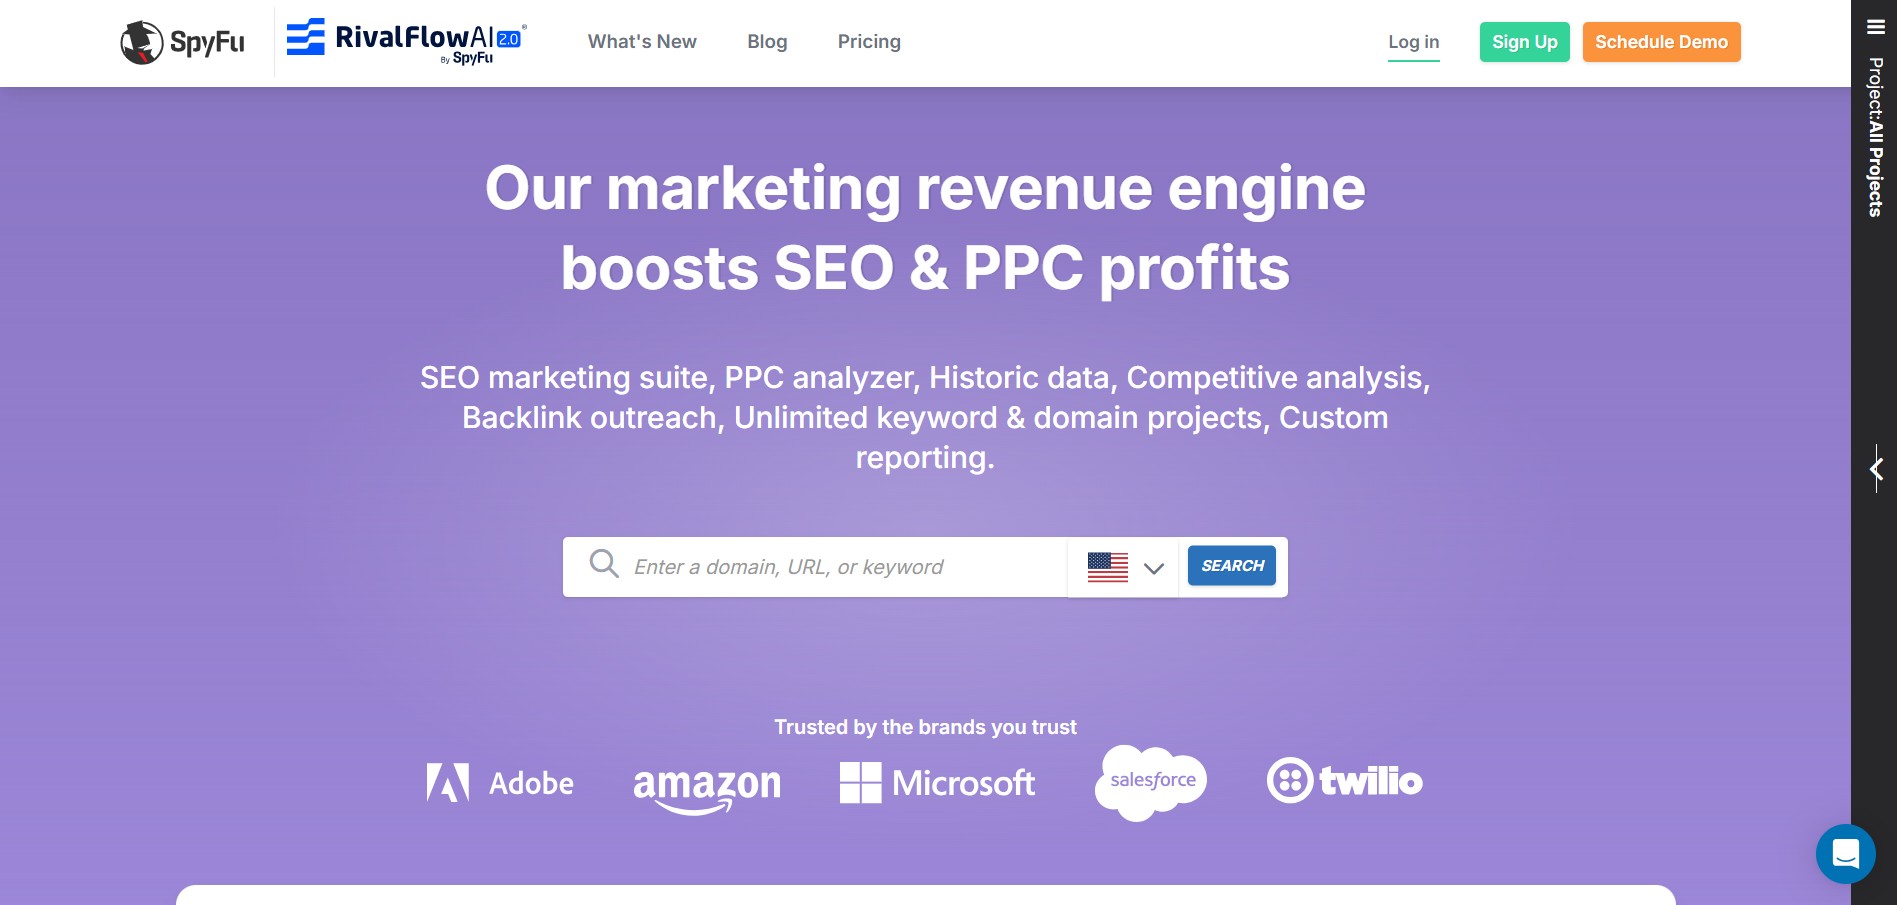 SpyFu
RivalFlowAI 2.0 ®
By SpyFu
What's New
Blog
Pricing
Log in
Sign Up
Schedule Demo
Project:All Projects
Our marketing revenue engine
boosts SEO & PPC profits
SEO marketing suite, PPC analyzer, Historic data, Competitive analysis,
Backlink outreach, Unlimited keyword & domain projects, Custom
reporting.
Enter a domain, URL, or keyword
SEARCH
Trusted by the brands you trust
Adobe
amazon
Microsoft
salesforce
twilio